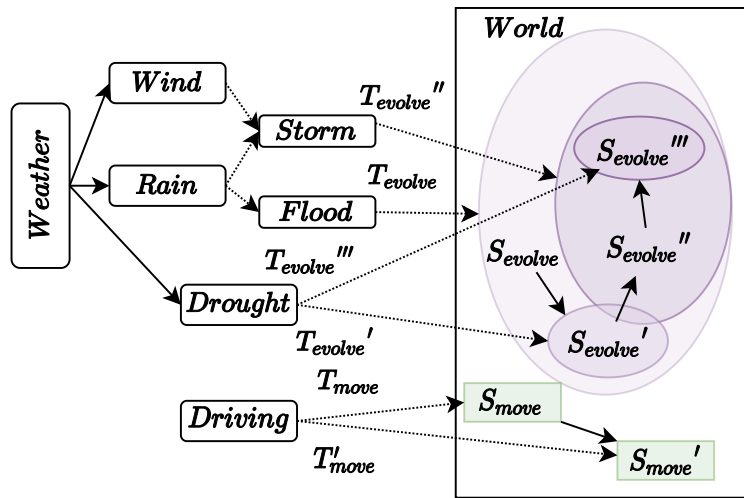 World
Wind
T_evolve''
Storm
S_evolve'''
Weather
Rain
T_evolve
Flood
S_evolve
S_evolve''
T_evolve'''
Drought
T_evolve'
S_evolve'
T_move
S_move
Driving
T'_move
S_move'